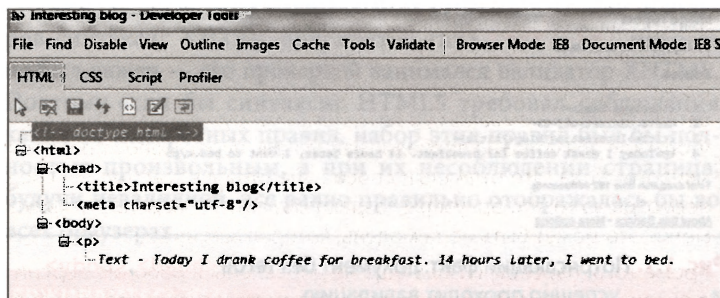 Interesting blog - Developer Tools
File Find Disable View Outline Images Cache Tools Validate Browser Mode: IE8 Document Mode: IE8 S
HTML CSS Script Profiler
<!-- doctype html -->
<html>
<head>
<title>Interesting blog</title>
<meta charset="utf-8"/>
<body>
<p>
Text - Today I drank coffee for breakfast. 14 hours later, I went to bed.